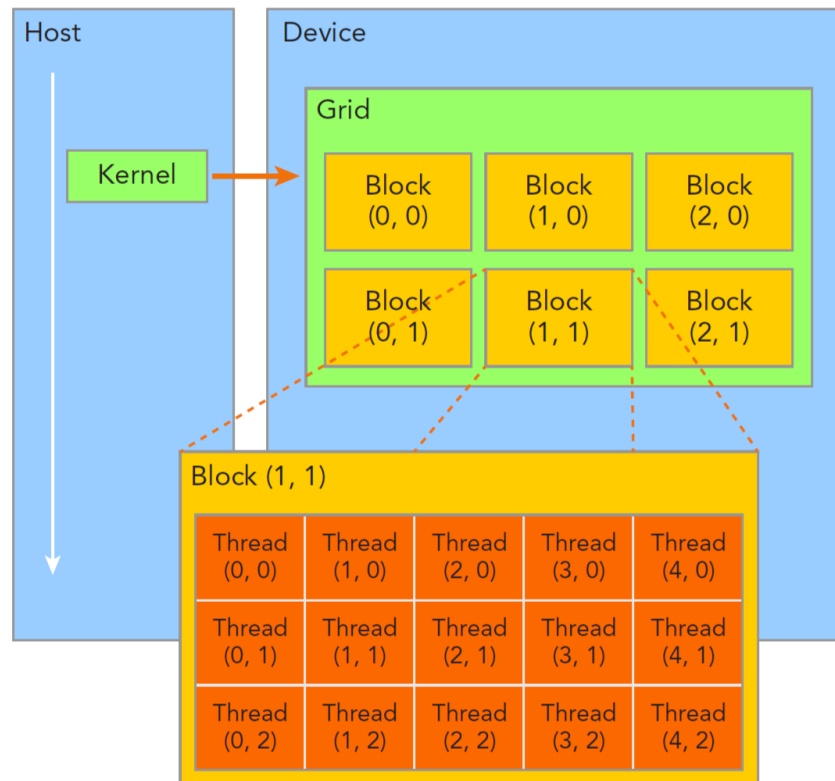 Host
Device
Grid
Kernel
Block Block Block
(0, 0) (1, 0) (2, 0)
Block Block Block
(0, 1) (1, 1) (2, 1)
Block (1, 1)
Thread Thread Thread Thread Thread
(0, 0) (1, 0) (2, 0) (3, 0) (4, 0)
Thread Thread Thread Thread Thread
(0, 1) (1, 1) (2, 1) (3, 1) (4, 1)
Thread Thread Thread Thread Thread
(0, 2) (1, 2) (2, 2) (3, 2) (4, 2)